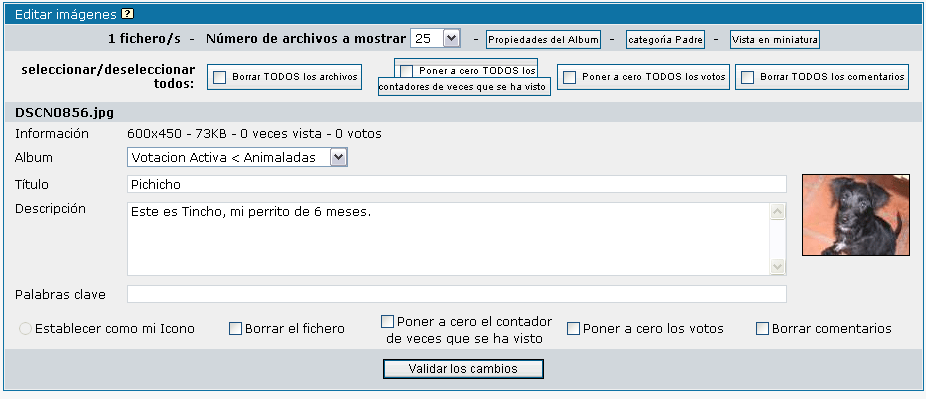 Editar imágenes ?
1 fichero/s - Número de archivos a mostrar 25 - Propiedades del Album - categoría Padre - Vista en miniatura
seleccionar/deseleccionar todos:
Borrar TODOS los archivos
Poner a cero TODOS los
contadores de veces que se ha visto
Poner a cero TODOS los votos
Borrar TODOS los comentarios
DSCN0856.jpg
Información 600x450 - 73KB - 0 veces vista - 0 votos
Album Votacion Activa < Animaladas
Título Pichicho
Descripción Este es Tincho, mi perrito de 6 meses.
Palabras clave
Establecer como mi Icono
Borrar el fichero
Poner a cero el contador
de veces que se ha visto
Poner a cero los votos
Borrar comentarios
Validar los cambios